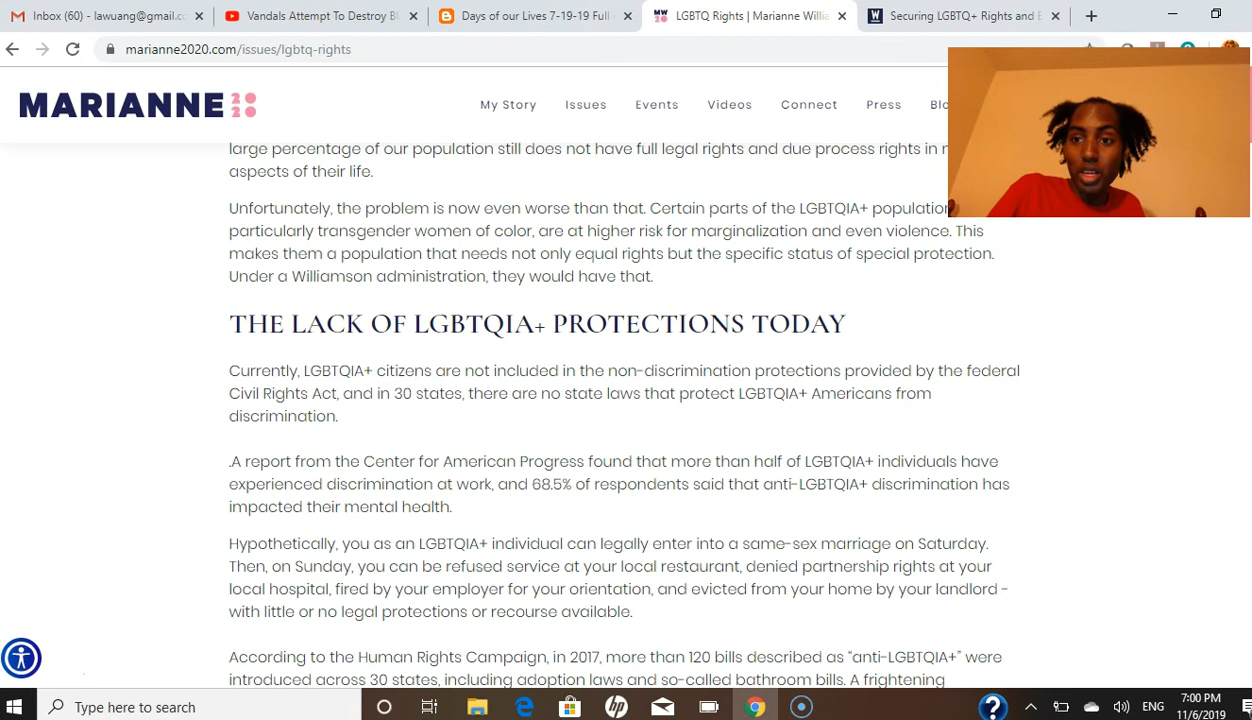 Inbox (60) - lawuang@gmail.co
Vandals Attempt To Destroy Bl
Days of our Lives 7-19-19 Full
MW
20
LGBTQ Rights | Marianne Willia
W
Securing LGBTQ+ Rights and E
marianne2020.com/issues/lgbtq-rights
MARIANNE 2020
My Story
Issues
Events
Videos
Connect
Press
Blo
large percentage of our population still does not have full legal rights and due process rights in
aspects of their life.
Unfortunately, the problem is now even worse than that. Certain parts of the LGBTQIA+ population
particularly transgender women of color, are at higher risk for marginalization and even violence. This
makes them a population that needs not only equal rights but the specific status of special protection.
Under a Williamson administration, they would have that.
THE LACK OF LGBTQIA+ PROTECTIONS TODAY
Currently, LGBTQIA+ citizens are not included in the non-discrimination protections provided by the federal
Civil Rights Act, and in 30 states, there are no state laws that protect LGBTQIA+ Americans from
discrimination.
.A report from the Center for American Progress found that more than half of LGBTQIA+ individuals have
experienced discrimination at work, and 68.5% of respondents said that anti-LGBTQIA+ discrimination has
impacted their mental health.
Hypothetically, you as an LGBTQIA+ individual can legally enter into a same-sex marriage on Saturday.
Then, on Sunday, you can be refused service at your local restaurant, denied partnership rights at your
local hospital, fired by your employer for your orientation, and evicted from your home by your landlord -
with little or no legal protections or recourse available.
According to the Human Rights Campaign, in 2017, more than 120 bills described as “anti-LGBTQIA+” were
introduced across 30 states, including adoption laws and so-called bathroom bills. A frightening
Type here to search
hp
ENG
7:00 PM
11/6/2019